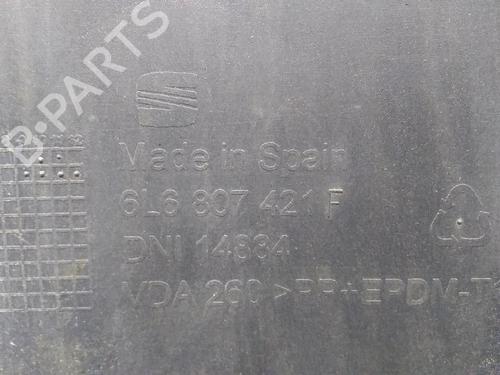 B-PARTS
Made in Spain
6L6 807 421 F
DNI 14834
VDA 260 >PP+EPDM-T